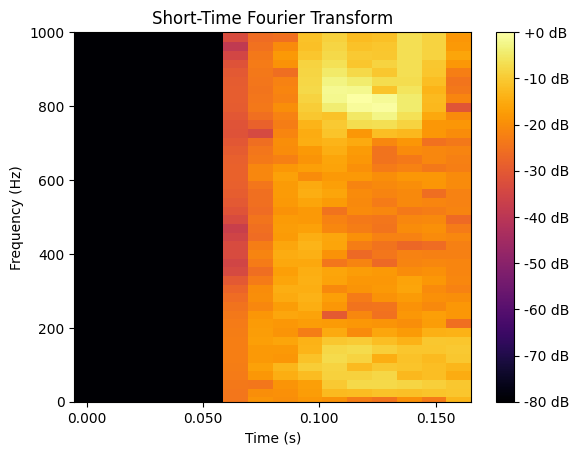 Short-Time Fourier Transform
1000
800
600
400
200
0
Frequency (Hz)
0.000
0.050
0.100
0.150
Time (s)
+0 dB
-10 dB
-20 dB
-30 dB
-40 dB
-50 dB
-60 dB
-70 dB
-80 dB